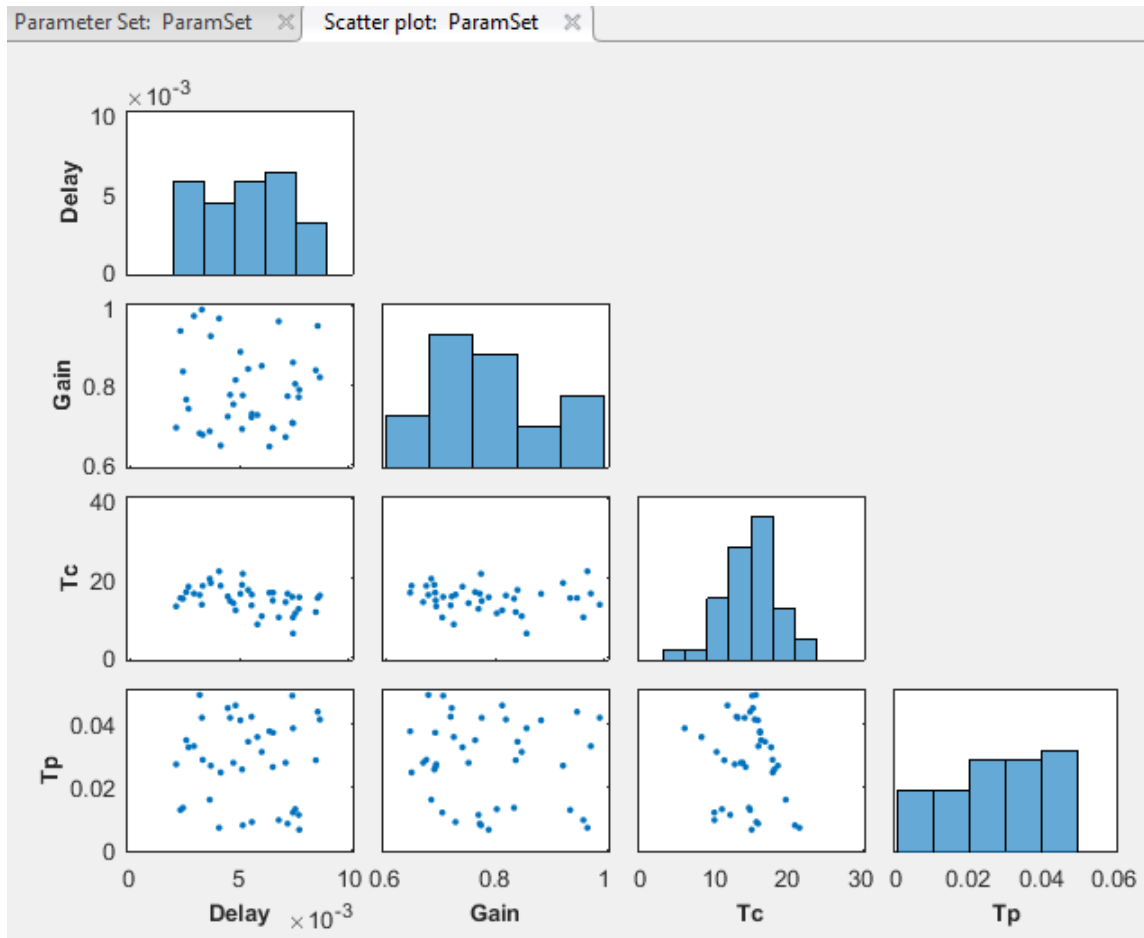 Parameter Set: ParamSet × Scatter plot: ParamSet ×
×10-3
10
Delay
5
0
1
Gain
0.8
0.6
40
Tc
20
0
0.04
Tp
0.02
0
0 5 10 0.6 0.8 1 0 10 20 30 0 0.02 0.04 0.06
Delay ×10-3 Gain Tc Tp